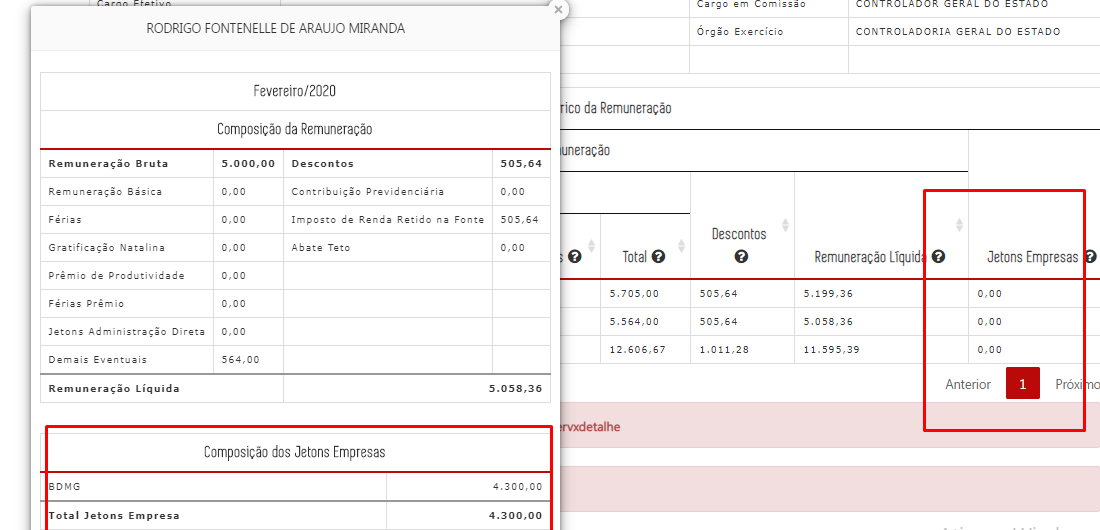 Cargo Efetivo
RODRIGO FONTENELLE DE ARAUJO MIRANDA
Fevereiro/2020
Composição da Remuneração
Remuneração Bruta 5.000,00 Descontos 505,64
Remuneração Básica 0,00 Contribuição Previdenciária 0,00
Férias 0,00 Imposto de Renda Retido na Fonte 505,64
Gratificação Natalina 0,00 Abate Teto 0,00
Prêmio de Produtividade 0,00
Férias Prêmio 0,00
Jetons Administração Direta 0,00
Demais Eventuais 564,00
Remuneração Líquida 5.058,36
Composição dos Jetons Empresas
BDMG 4.300,00
Total Jetons Empresa 4.300,00
Cargo em Comissão CONTROLADOR GERAL DO ESTADO
Órgão Exercício CONTROLADORIA GERAL DO ESTADO
rico da Remuneração
uneração
s Total Descontos Remuneração Líquida Jetons Empresas
5.705,00 505,64 5.199,36 0,00
5.564,00 505,64 5.058,36 0,00
12.606,67 1.011,28 11.595,39 0,00
Anterior 1 Próximo
ervxdetalhe